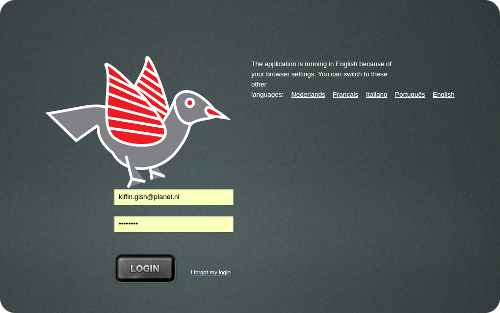 The application is running in English because of
your browser settings. You can switch to these
other
languages: Nederlands Francais Italiano Português English
kiffin.gish@planet.nl
••••••••
LOGIN
I forgot my login